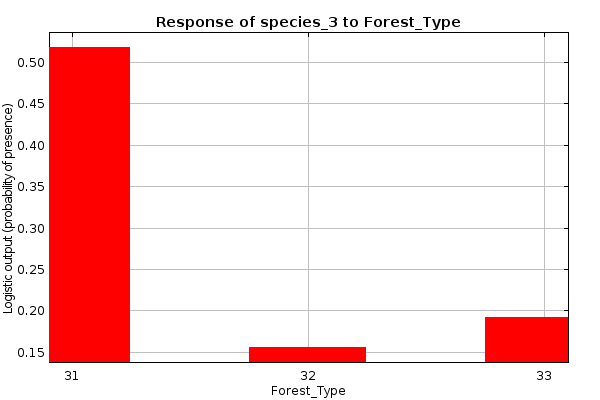 Response of species_3 to Forest_Type
Logistic output (probability of presence)
0.50
0.45
0.40
0.35
0.30
0.25
0.20
0.15
31 32 33
Forest_Type